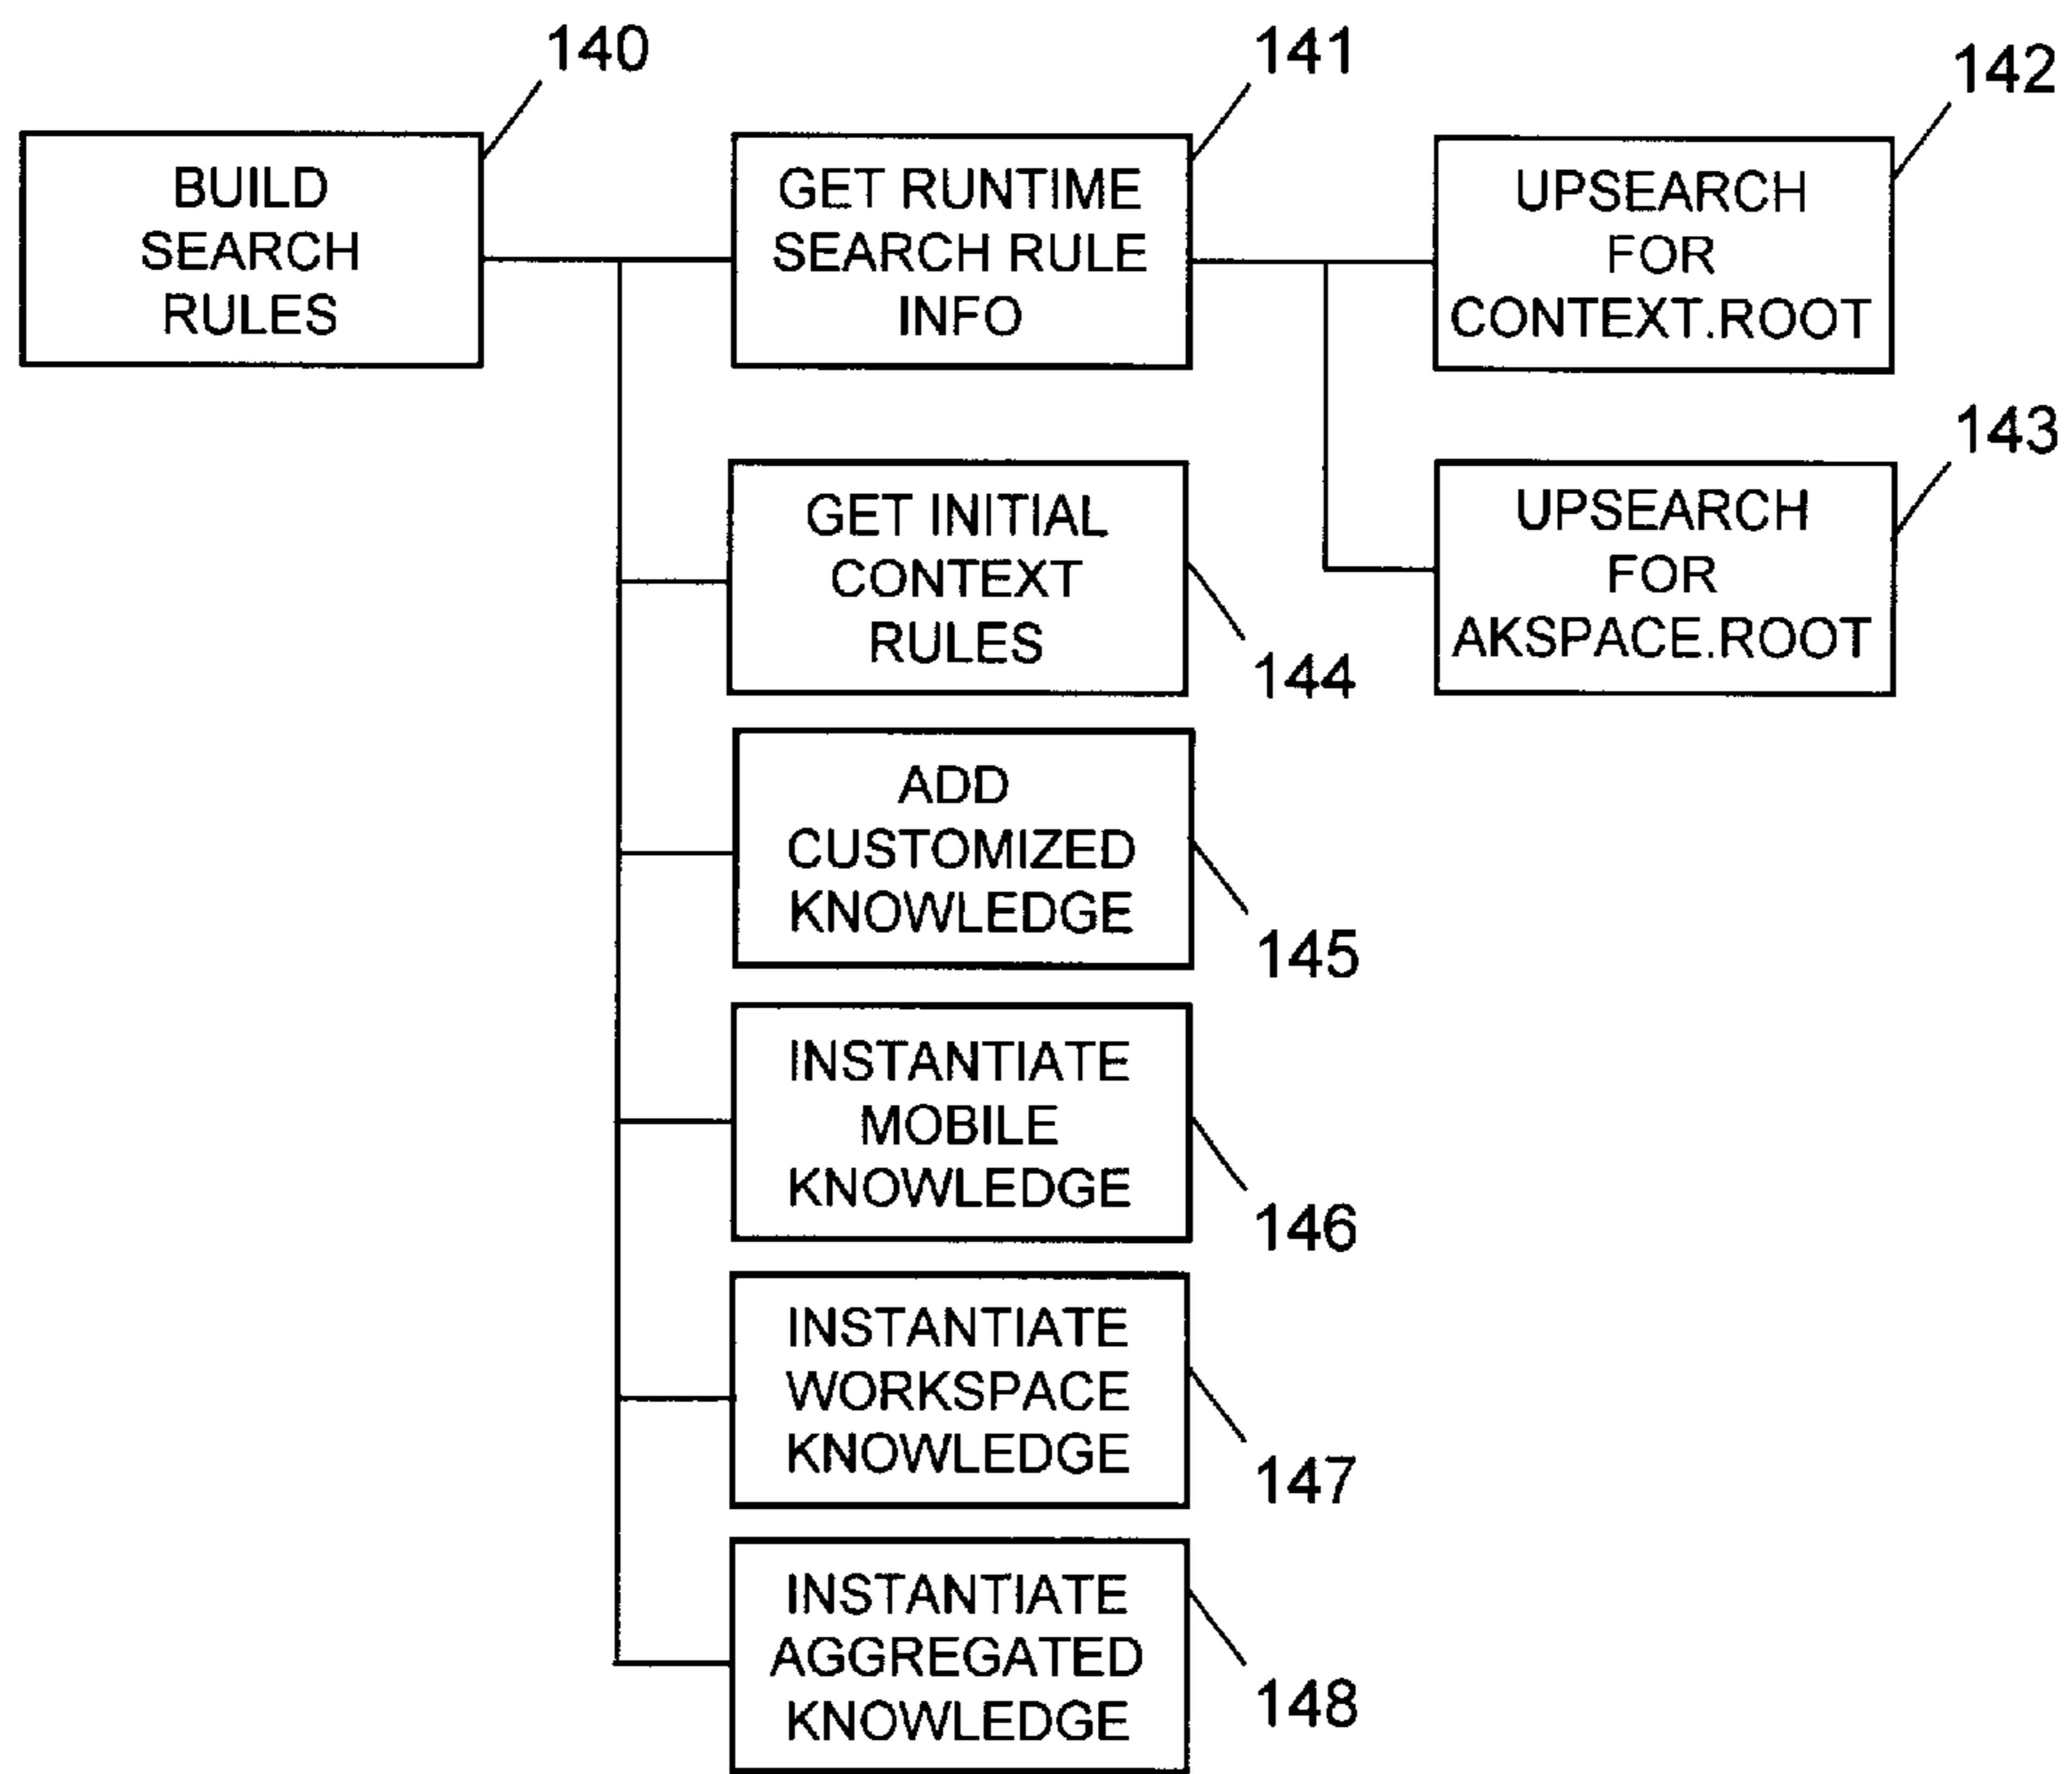 140
BUILD
SEARCH
RULES
141
GET RUNTIME
SEARCH RULE
INFO
142
UPSEARCH
FOR
CONTEXT.ROOT
143
UPSEARCH
FOR
AKSPACE.ROOT
GET INITIAL
CONTEXT
RULES
144
ADD
CUSTOMIZED
KNOWLEDGE
145
INSTANTIATE
MOBILE
KNOWLEDGE
146
INSTANTIATE
WORKSPACE
KNOWLEDGE
147
INSTANTIATE
AGGREGATED
KNOWLEDGE
148